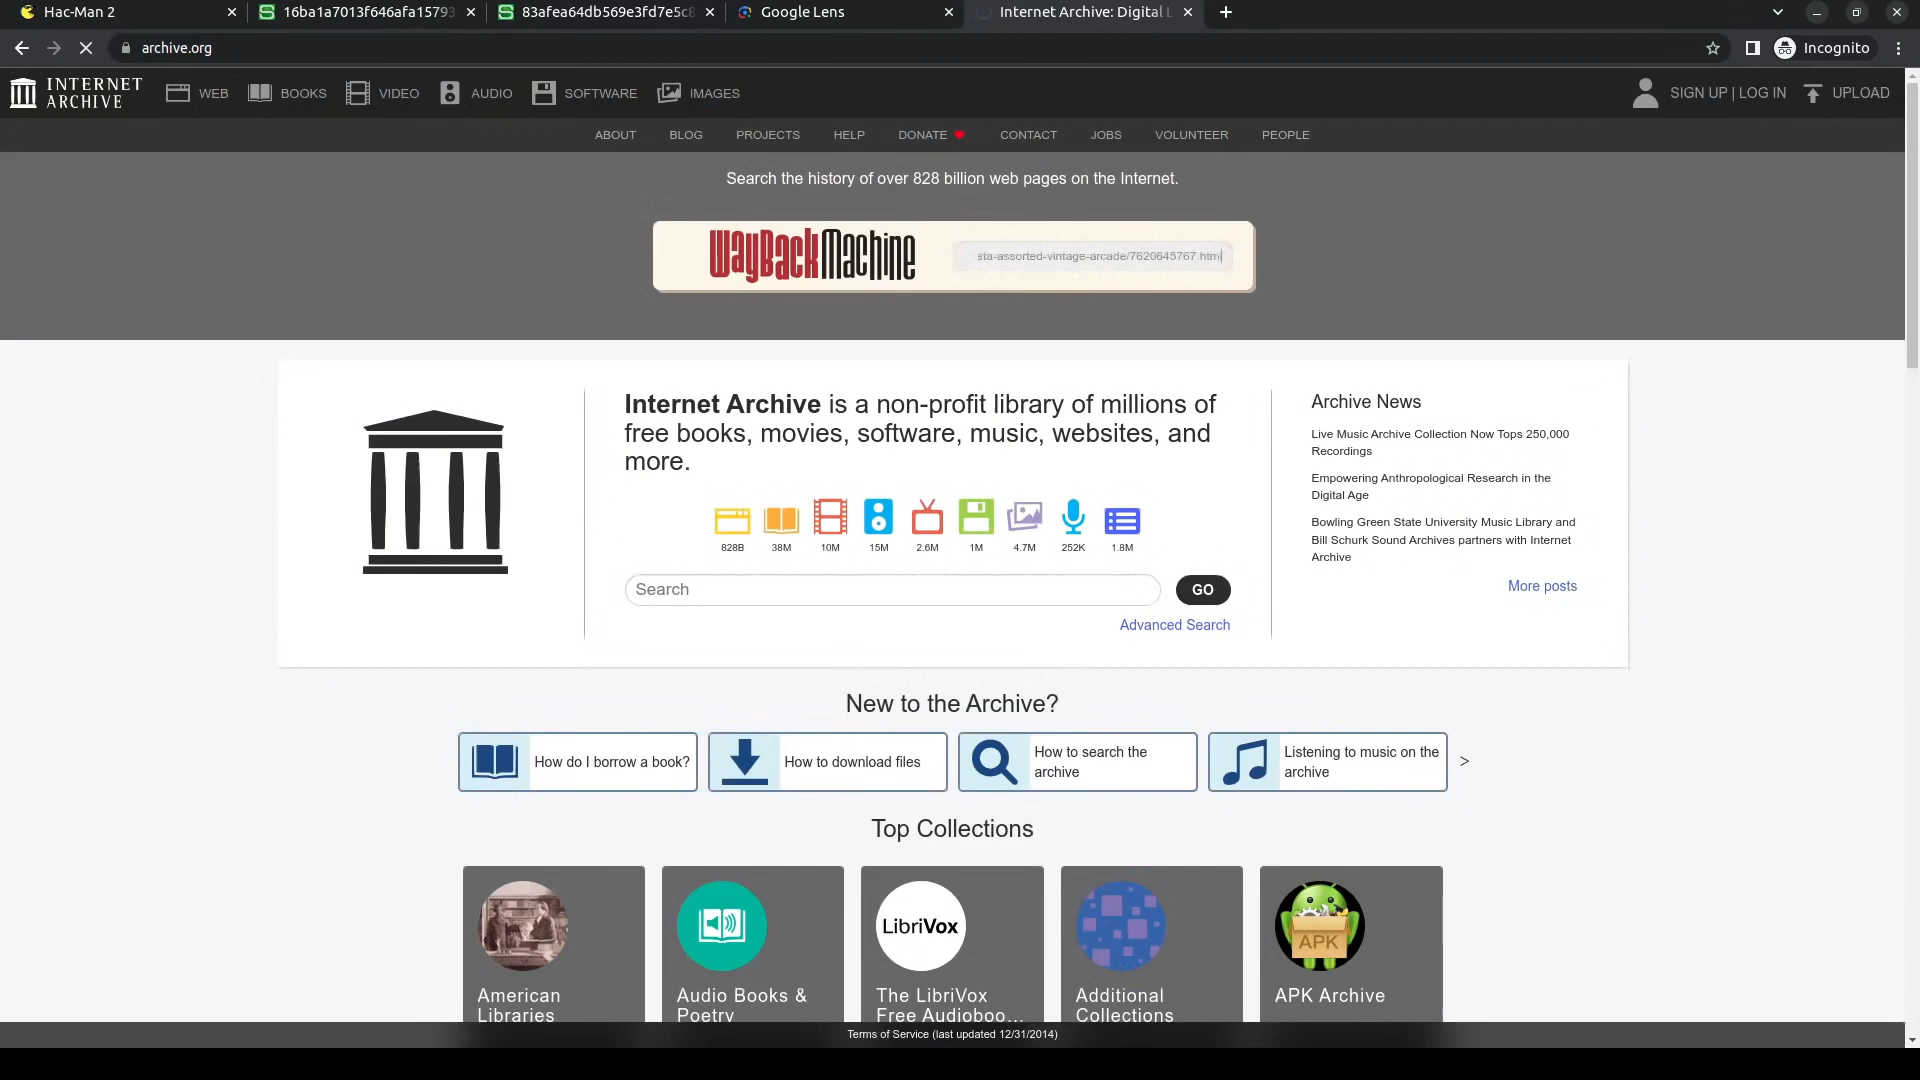 Hac-Man 2
16ba1a7013f646afa15793
83afea64db569e3fd7e5c8
Google Lens
Internet Archive: Digital L
archive.org
Incognito
INTERNET ARCHIVE
WEB
BOOKS
VIDEO
AUDIO
SOFTWARE
IMAGES
SIGN UP | LOG IN
UPLOAD
ABOUT
BLOG
PROJECTS
HELP
DONATE
CONTACT
JOBS
VOLUNTEER
PEOPLE
Search the history of over 828 billion web pages on the Internet.
WayBackMachine
sta-assorted-vintage-arcade/7620645767.html
Internet Archive is a non-profit library of millions of
free books, movies, software, music, websites, and
more.
828B
38M
10M
15M
2.6M
1M
4.7M
252K
1.8M
Search
GO
Advanced Search
Archive News
Live Music Archive Collection Now Tops 250,000
Recordings
Empowering Anthropological Research in the
Digital Age
Bowling Green State University Music Library and
Bill Schurk Sound Archives partners with Internet
Archive
More posts
New to the Archive?
How do I borrow a book?
How to download files
How to search the
archive
Listening to music on the
archive
>
Top Collections
American
Libraries
Audio Books &
Poetry
LibriVox
The LibriVox
Free Audioboo...
Additional
Collections
APK
APK Archive
Terms of Service (last updated 12/31/2014)